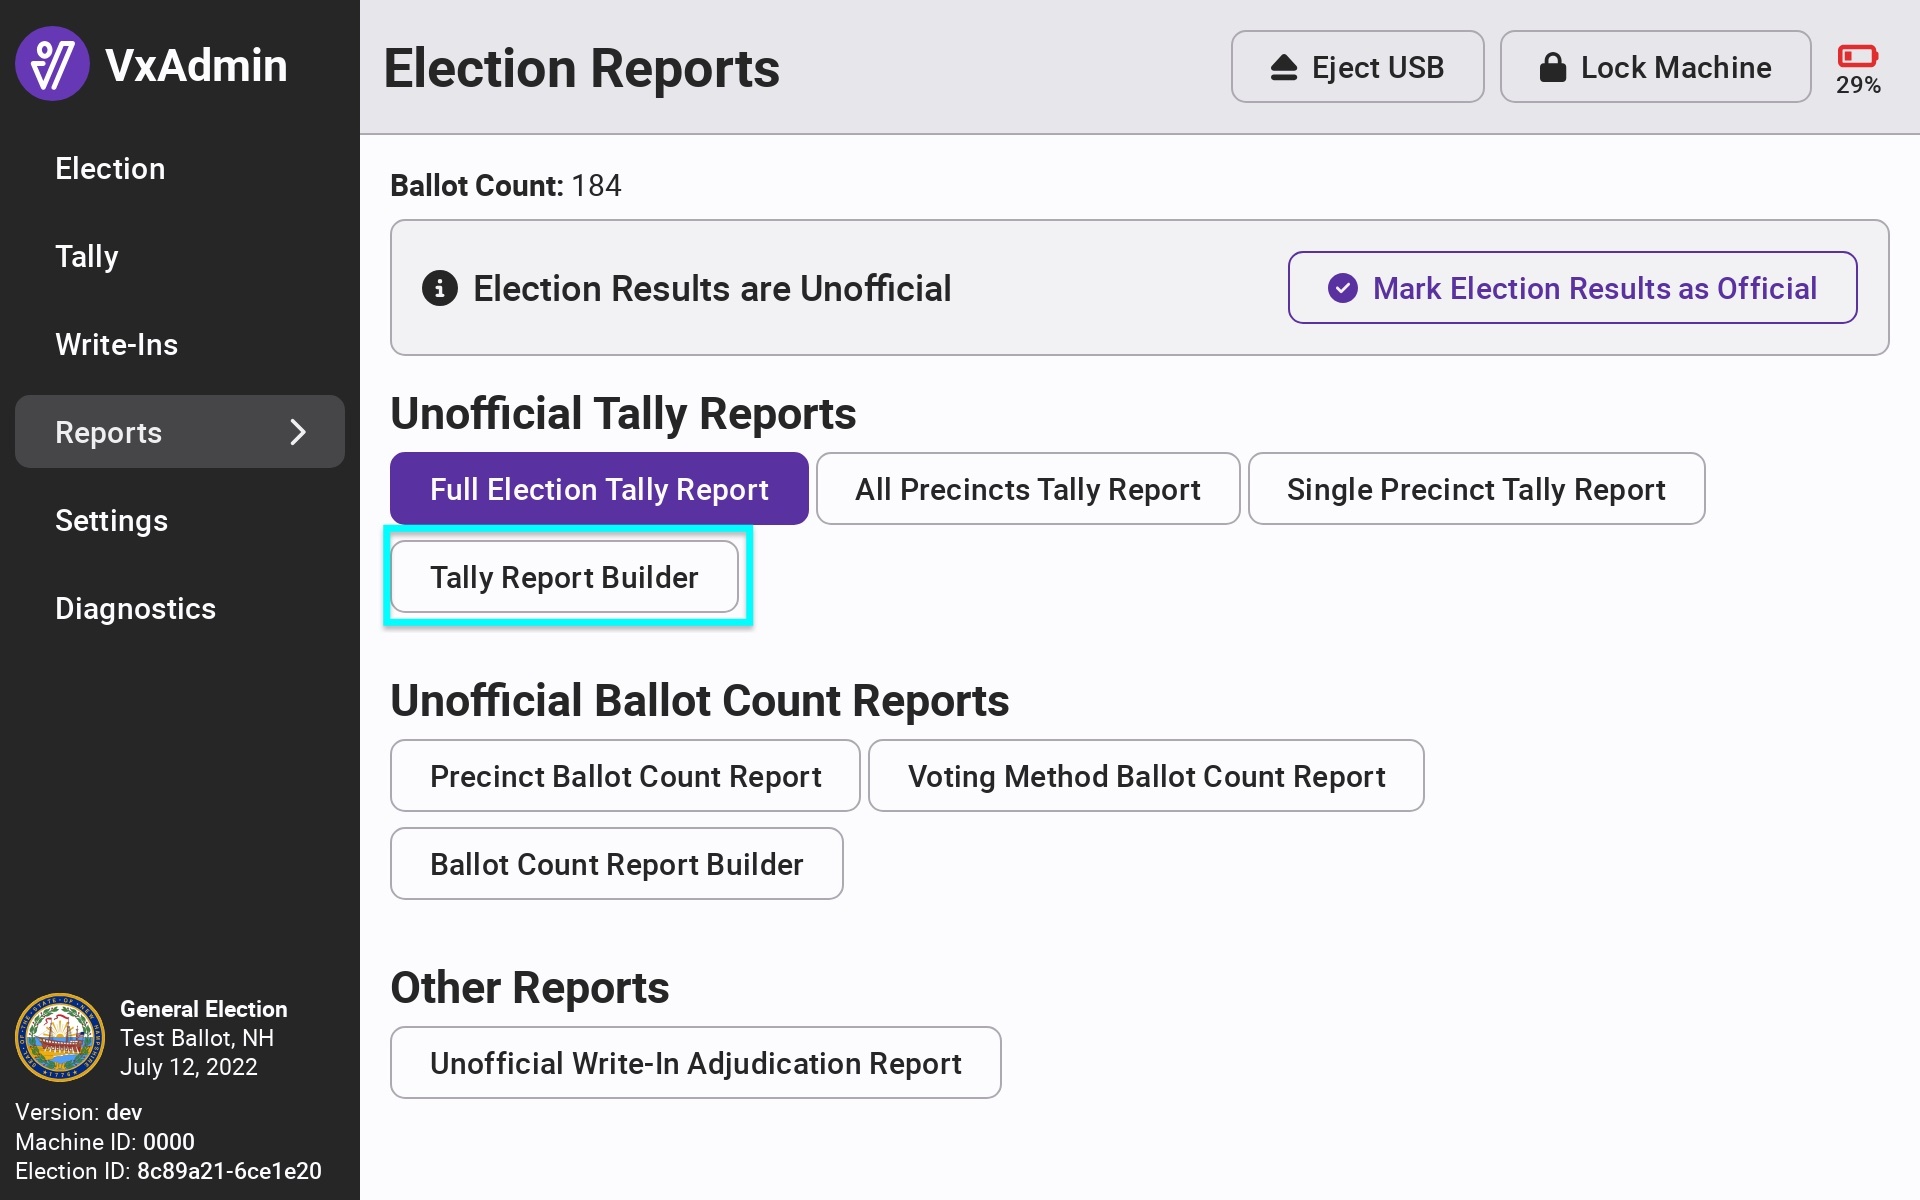 VxAdmin
Election
Tally
Write-Ins
Reports
Settings
Diagnostics
General Election
Test Ballot, NH
July 12, 2022
Version: dev
Machine ID: 0000
Election ID: 8c89a21-6ce1e20
Election Reports
Eject USB
Lock Machine
29%
Ballot Count: 184
Election Results are Unofficial
Mark Election Results as Official
Unofficial Tally Reports
Full Election Tally Report
All Precincts Tally Report
Single Precinct Tally Report
Tally Report Builder
Unofficial Ballot Count Reports
Precinct Ballot Count Report
Voting Method Ballot Count Report
Ballot Count Report Builder
Other Reports
Unofficial Write-In Adjudication Report